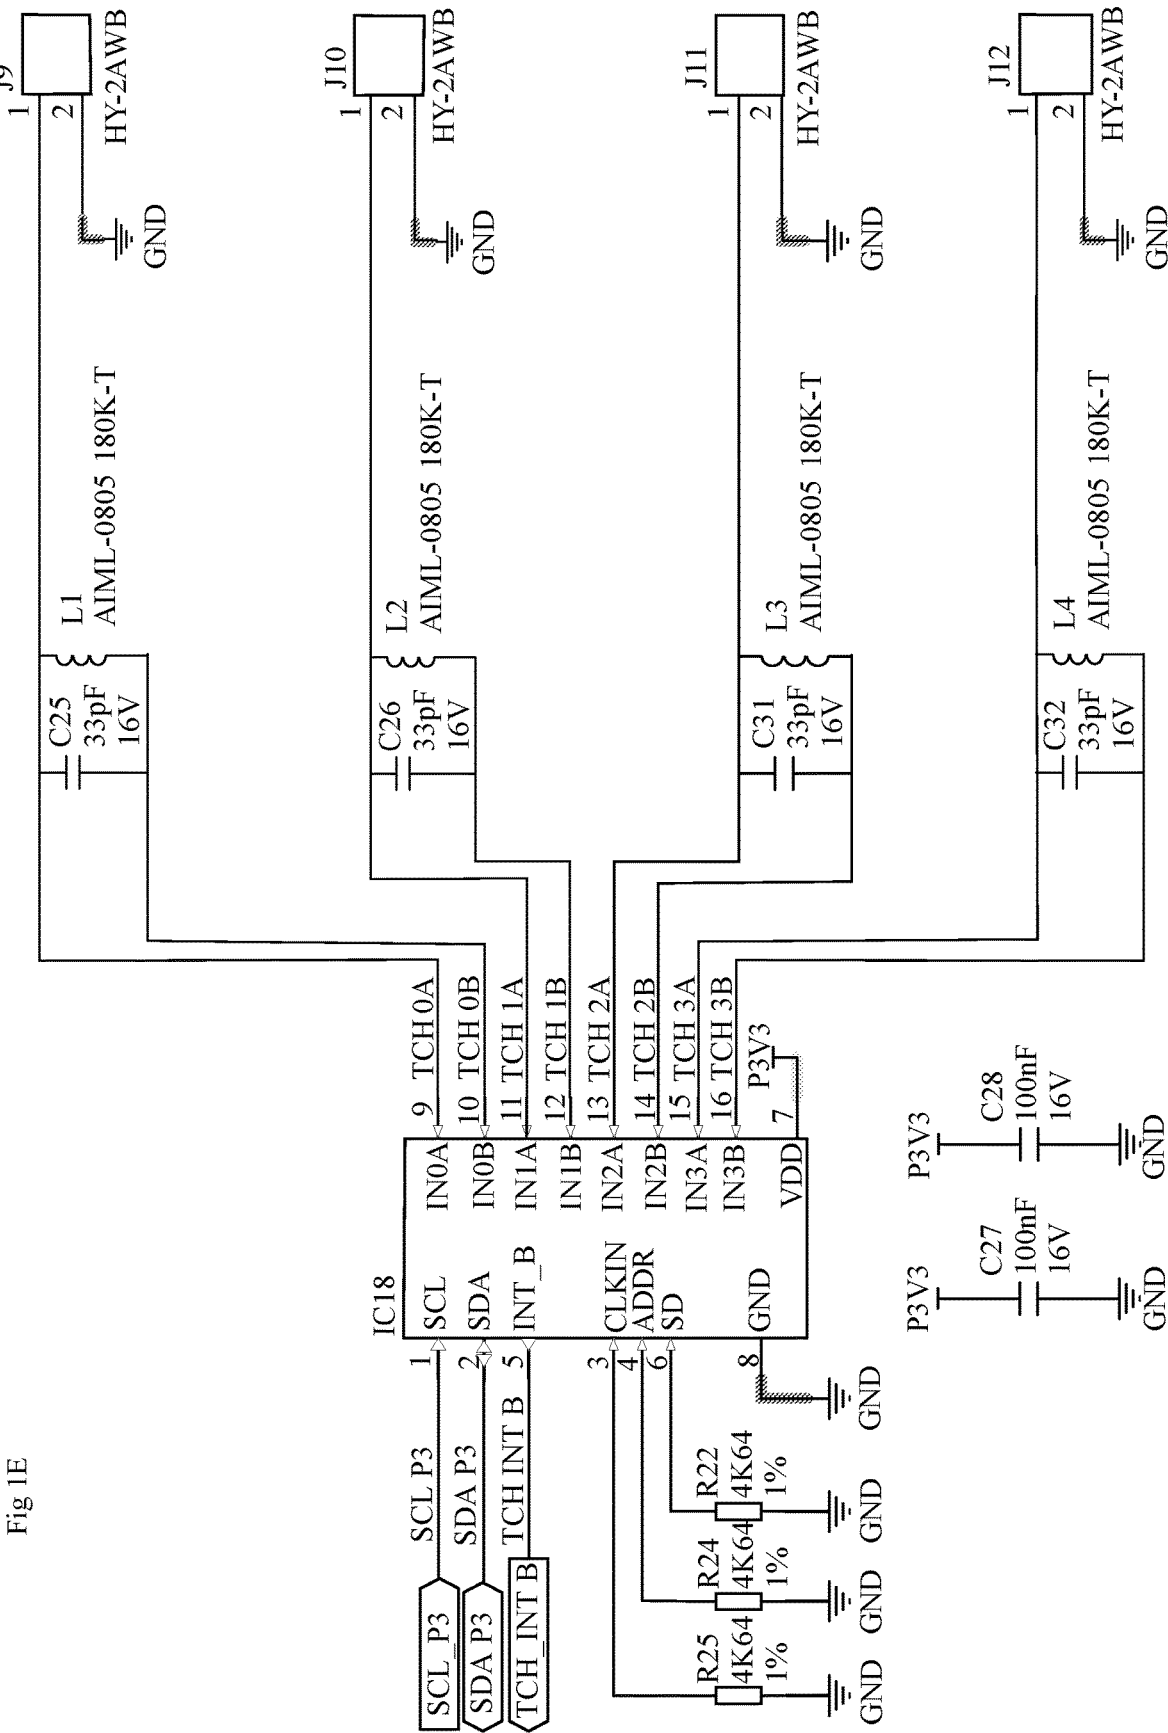 Fig 1E
J9
1
2
HY-2AWB
GND
L1
AIML-0805 180K-T
C25
33pF
16V
J10
1
2
HY-2AWB
GND
L2
AIML-0805 180K-T
C26
33pF
16V
J11
1
2
HY-2AWB
GND
L3
AIML-0805 180K-T
C31
33pF
16V
J12
1
2
HY-2AWB
GND
L4
AIML-0805 180K-T
C32
33pF
16V
9 TCH 0A
10 TCH 0B
11 TCH 1A
12 TCH 1B
13 TCH 2A
14 TCH 2B
15 TCH 3A
16 TCH 3B
P3V3
7
IN0A
IN0B
IN1A
IN1B
IN2A
IN2B
IN3A
IN3B
VDD
IC18
SCL
SDA
INT_B
CLKIN
ADDR
SD
GND
1
2
5
3
4
6
8
SCL P3
SDA P3
TCH INT B
SCL_P3
SDA P3
TCH_INT B
GND
R22
4K64
1%
GND
R24
4K64
1%
GND
R25
4K64
1%
GND
P3V3
C27
100nF
16V
GND
P3V3
C28
100nF
16V
GND